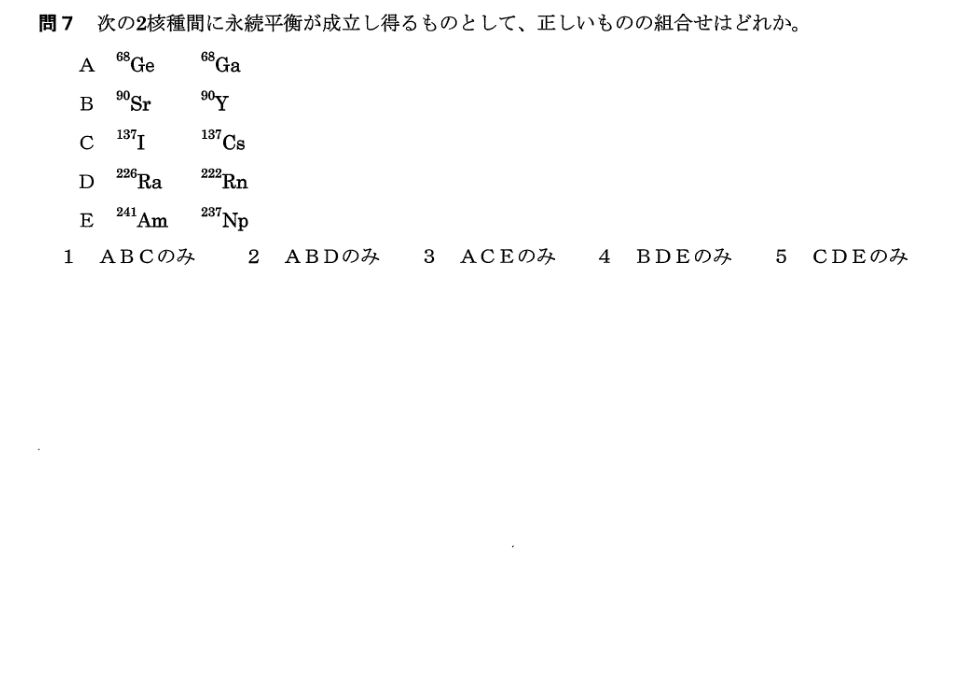 問7 次の2核種間に永続平衡が成立し得るものとして、正しいものの組合せはどれか。
A ⁶⁸Ge ⁶⁸Ga
B ⁹⁰Sr ⁹⁰Y
C ¹³⁷I ¹³⁷Cs
D ²²⁶Ra ²²²Rn
E ²⁴¹Am ²³⁷Np
1 ABCのみ 2 ABDのみ 3 ACEのみ 4 BDEのみ 5 CDEのみ